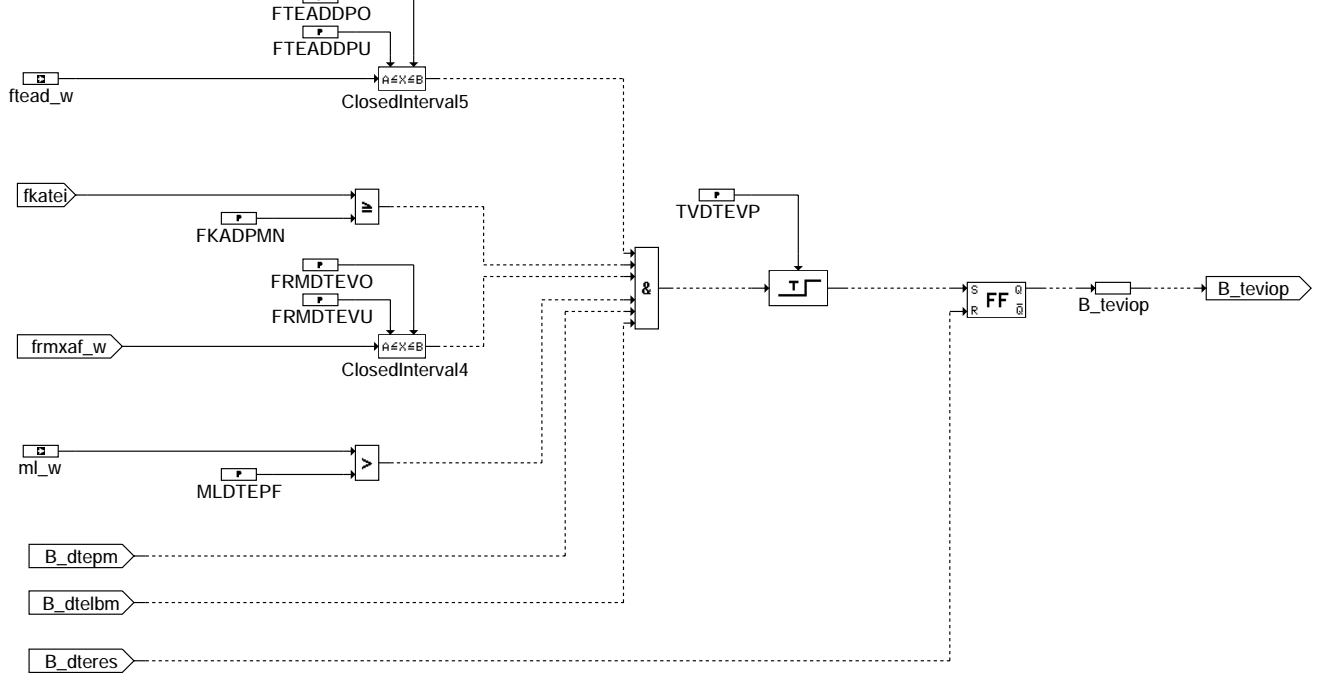 FTEADDPO
P
FTEADDPU
ftead_w
A≤X≤B
ClosedInterval5
fkatei
≥
P
FKADPMN
P
TVDTEVP
P
FRMDTEVO
P
FRMDTEVU
&
T
S Q
FF
R Q̅
B_teviop
B_teviop
frmxaf_w
A≤X≤B
ClosedInterval4
ml_w
>
P
MLDTEPF
B_dtepm
B_dtelbm
B_dteres